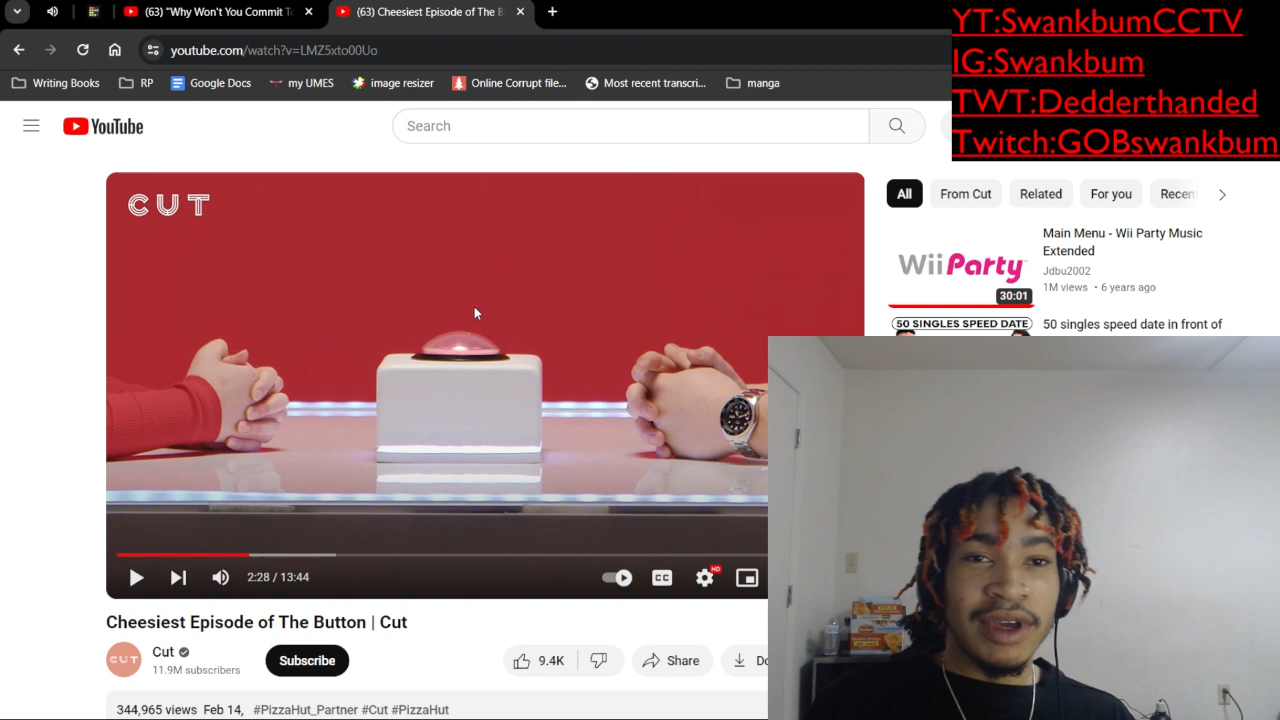 (63) "Why Won't You Commit To
(63) Cheesiest Episode of The B
YT:SwankbumCCTV
IG:Swankbum
TWT:Dedderthanded
Twitch:GOBswankbum
youtube.com/watch?v=LMZ5xto00Uo
Writing Books RP Google Docs my UMES image resizer Online Corrupt file... Most recent transcri... manga
YouTube
Search
CUT
All From Cut Related For you Recen
Main Menu - Wii Party Music
Extended
Jdbu2002
1M views • 6 years ago
Wii Party
30:01
50 SINGLES SPEED DATE
50 singles speed date in front of
2:28 / 13:44
CC
HD
Cheesiest Episode of The Button | Cut
CUT
Cut
11.9M subscribers
Subscribe
9.4K
Share
Do
344,965 views Feb 14, #PizzaHut_Partner #Cut #PizzaHut